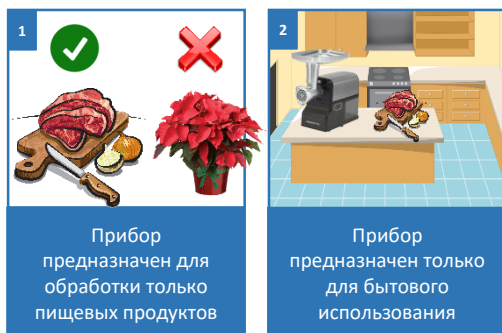 1
Прибор
предназначен для
обработки только
пищевых продуктов
2
Прибор
предназначен только
для бытового
использования